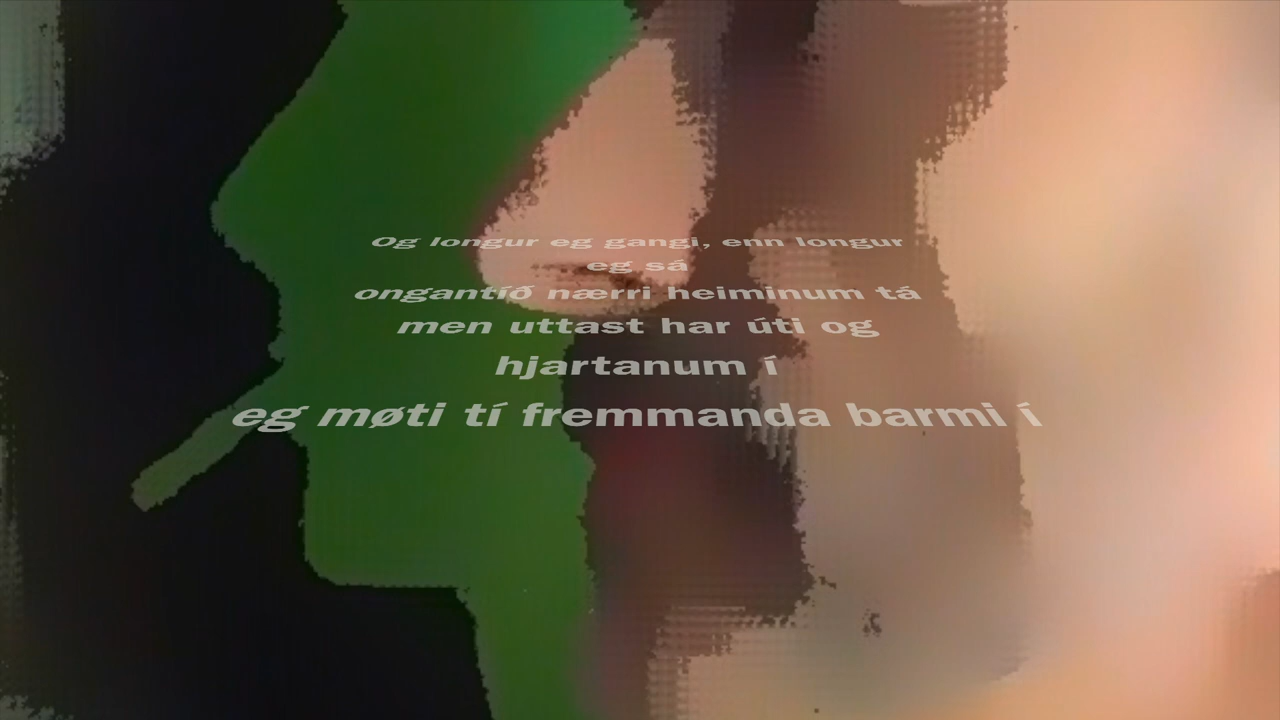 Og longur eg gangi, enn longur
eg sá
ongantíð nærri heiminum tá
men uttast har úti og
hjartanum í
eg møti tí fremmanda barmi í